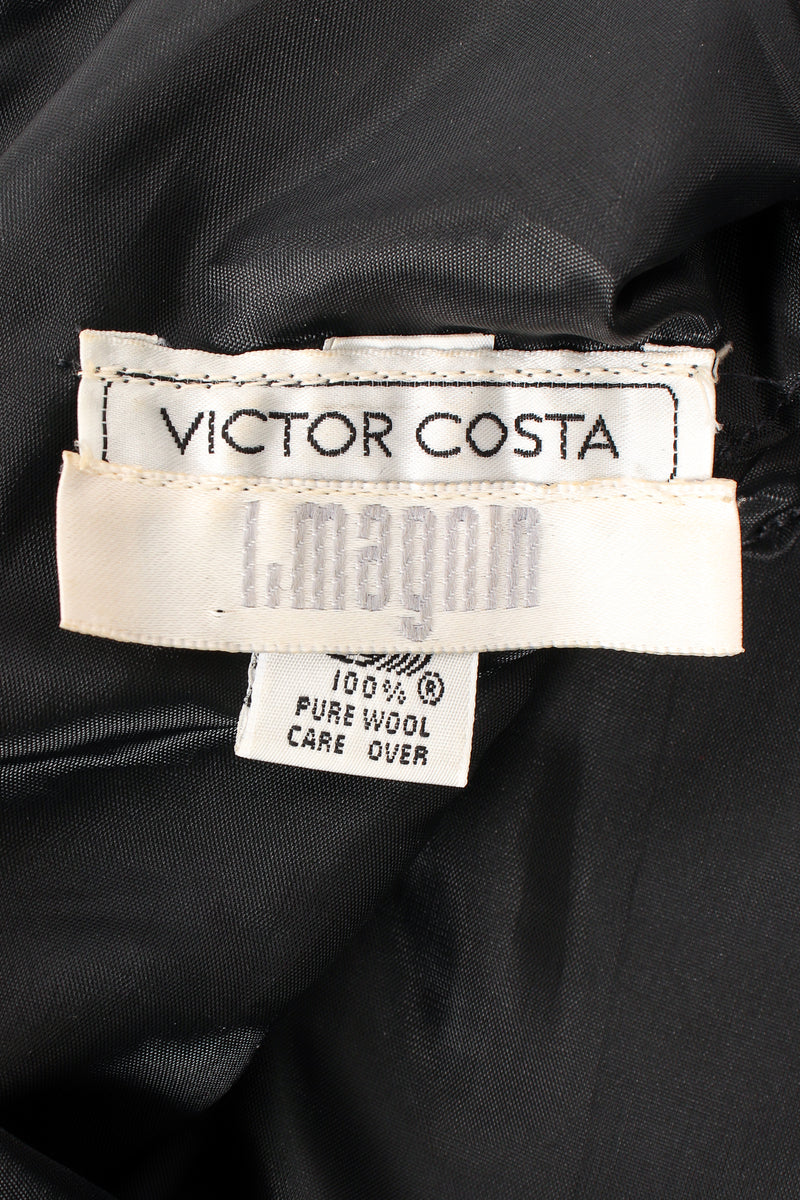 VICTOR COSTA
I.magnin
100% ®
PURE WOOL
CARE OVER